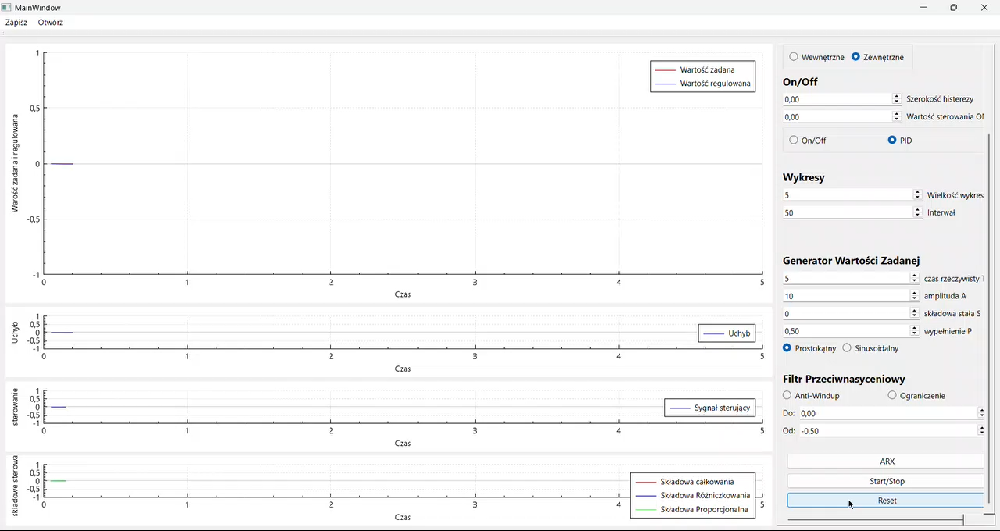 MainWindow
Zapisz Otwórz
Wartość zadana
Wartość regulowana
Warość zadana i regulowana
1
0,5
0
-0,5
-1
0 1 2 3 4 5
Czas
Uchyb
1
0,5
0
-0,5
-1
Uchyb
0 1 2 3 4 5
Czas
sterowanie
1
0,5
0
-0,5
-1
Sygnał sterujący
0 1 2 3 4 5
Czas
składowe sterowa
1
0,5
0
-0,5
-1
Składowa całkowania
Składowa Różniczkowania
Składowa Proporcjonalna
0 1 2 3 4 5
Czas
Wewnętrzne Zewnętrzne
On/Off
0,00 Szerokość histerezy
0,00 Wartość sterowania
On/Off PID
Wykresy
5 Wielkość wykres
50 Interwał
Generator Wartości Zadanej
5 czas rzeczywisty
10 amplituda A
0 składowa stała S
0,50 wypełnienie P
Prostokątny Sinusoidalny
Filtr Przeciwnasyceniowy
Anti-Windup Ograniczenie
Do: 0,00
Od: -0,50
ARX
Start/Stop
Reset